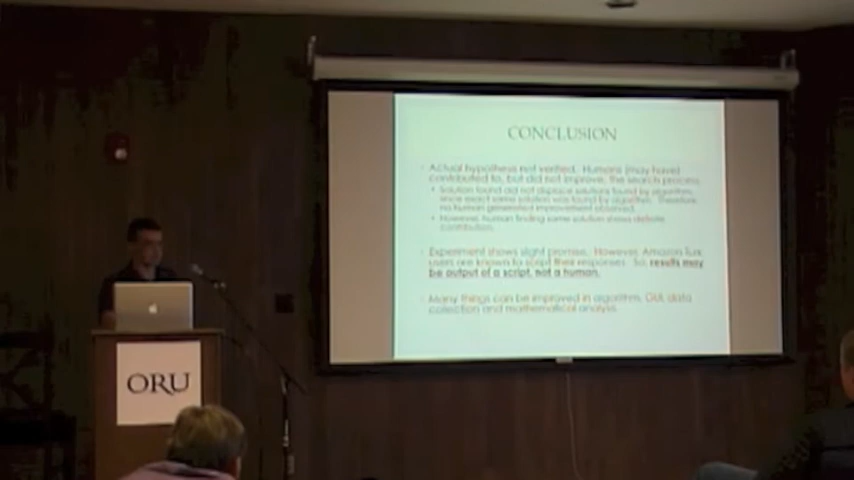 CONCLUSION
Actual hypothesis not verified. Humans (may have)
contributed to, but did not improve, the search process.
Solution found did not displace solutions found by algorithm,
since exact same solution was found by algorithm. Therefore,
no human generated improvement observed.
However, human finding same solution shows definite
contribution.
Experiment shows slight promise. However, Amazon Turk
users are known to script their responses. So, results may
be output of a script, not a human.
Many things can be improved in algorithm, GUI, data
collection and mathematical analysis.
ORU